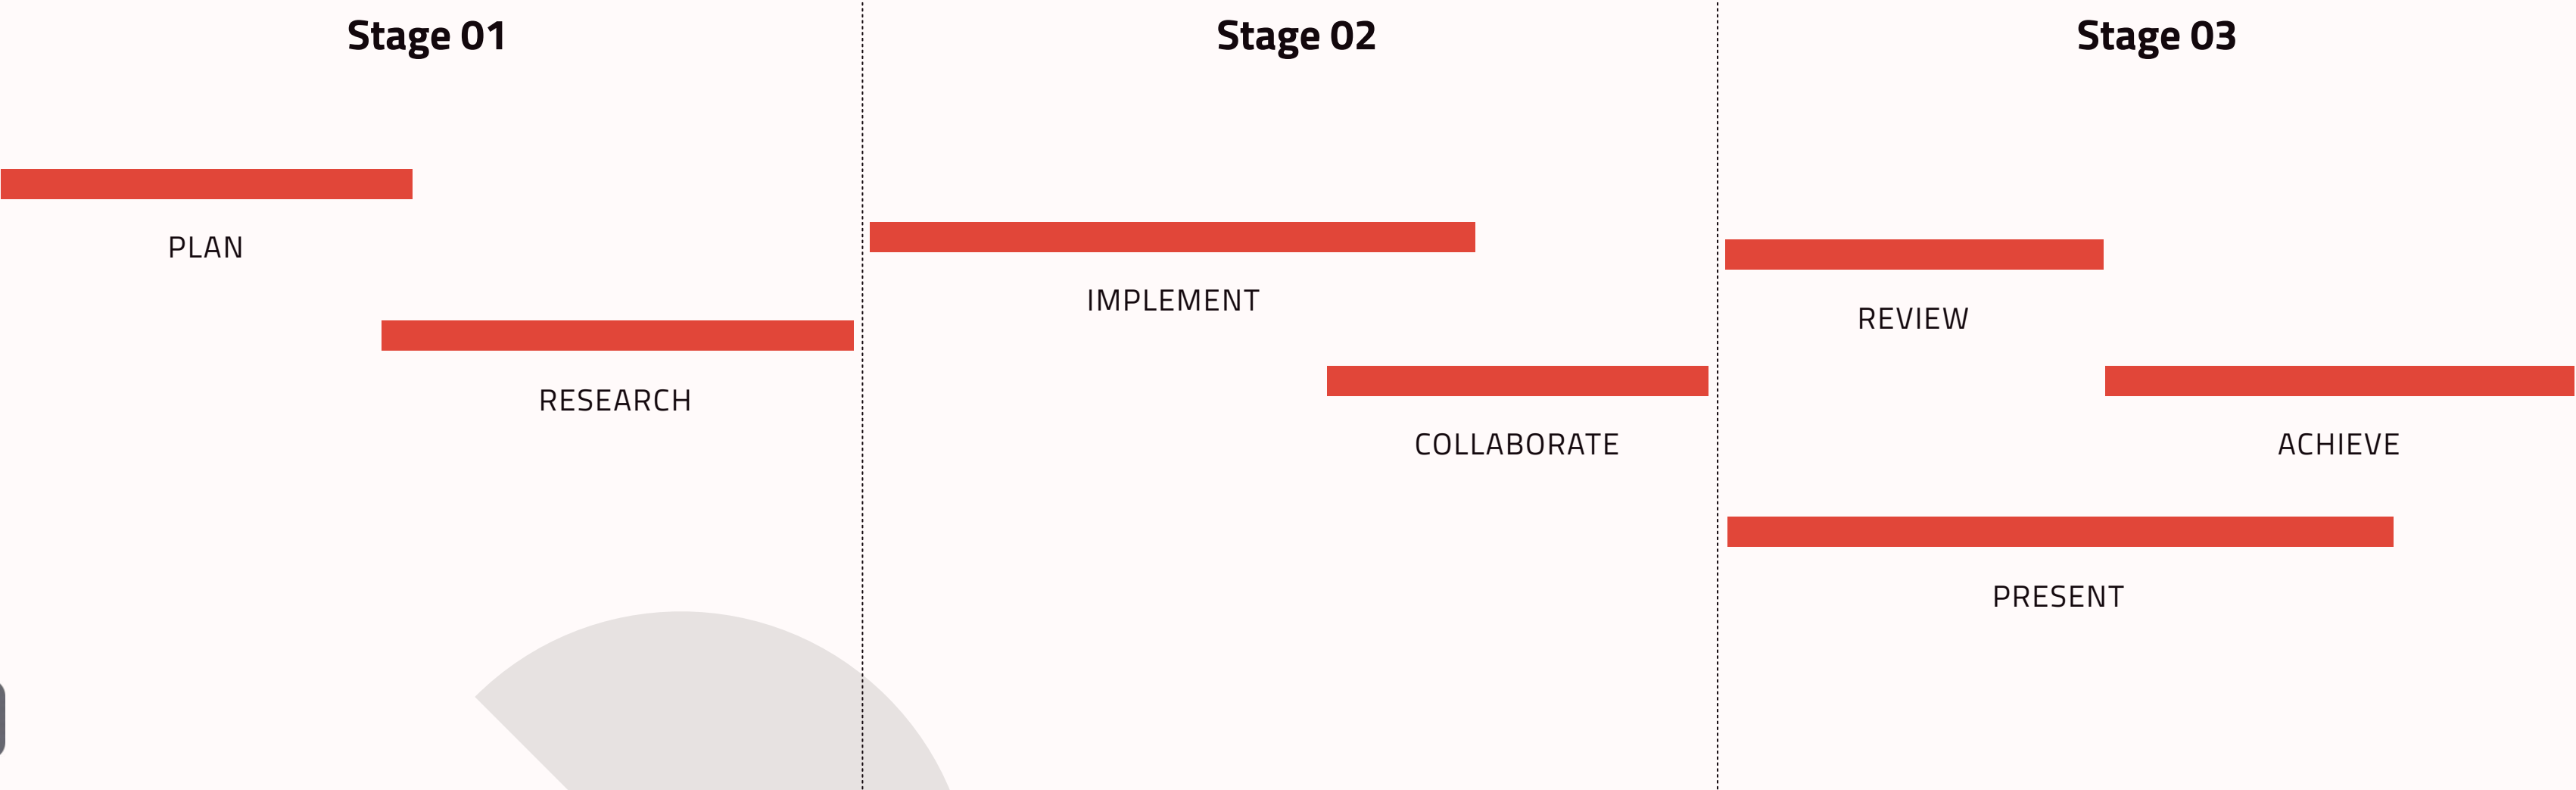 Stage 01
Stage 02
Stage 03
PLAN
RESEARCH
IMPLEMENT
COLLABORATE
REVIEW
ACHIEVE
PRESENT